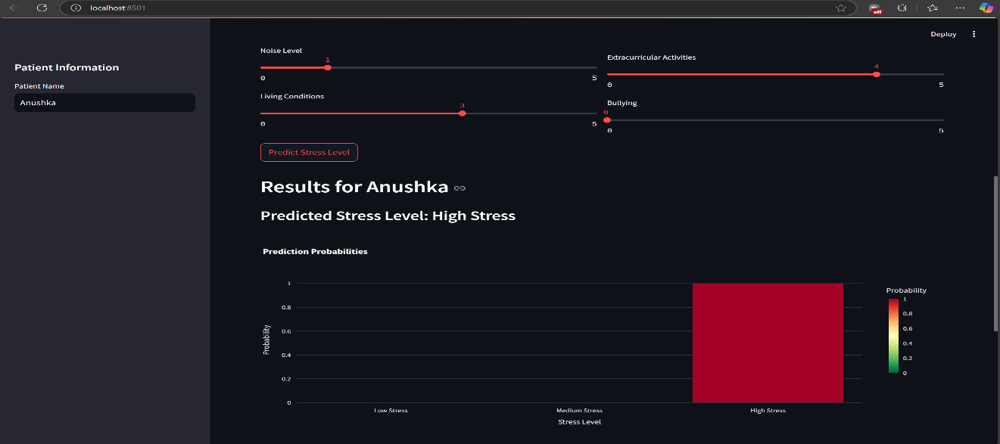 localhost:8501
off
Deploy
Patient Information
Patient Name
Anushka
Noise Level
1
0 5
Living Conditions
3
0 5
Extracurricular Activities
4
0 5
Bullying
0
0 5
Predict Stress Level
Results for Anushka
Predicted Stress Level: High Stress
Prediction Probabilities
1
0.8
0.6
0.4
0.2
0
Probability
Low Stress Medium Stress High Stress
Stress Level
Probability
1
0.8
0.6
0.4
0.2
0